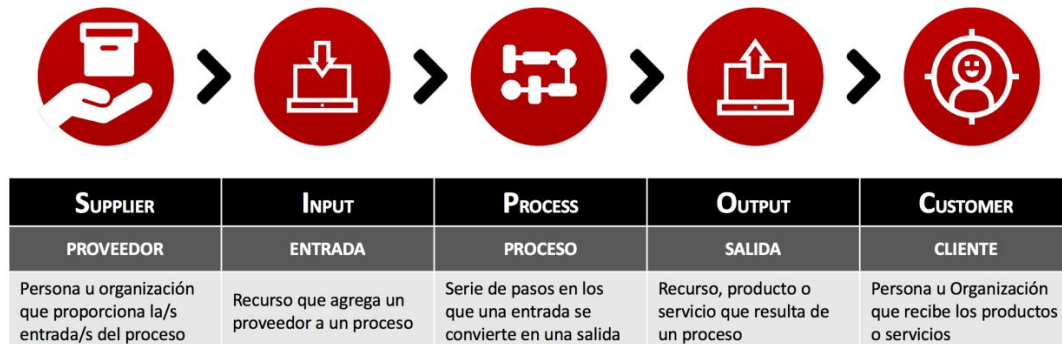 SUPPLIER
INPUT
PROCESS
OUTPUT
CUSTOMER
PROVEEDOR
ENTRADA
PROCESO
SALIDA
CLIENTE
Persona u organización
que proporciona la/s
entrada/s del proceso
Recurso que agrega un
proveedor a un proceso
Serie de pasos en los
que una entrada se
convierte en una salida
Recurso, producto o
servicio que resulta de
un proceso
Persona u Organización
que recibe los productos
o servicios